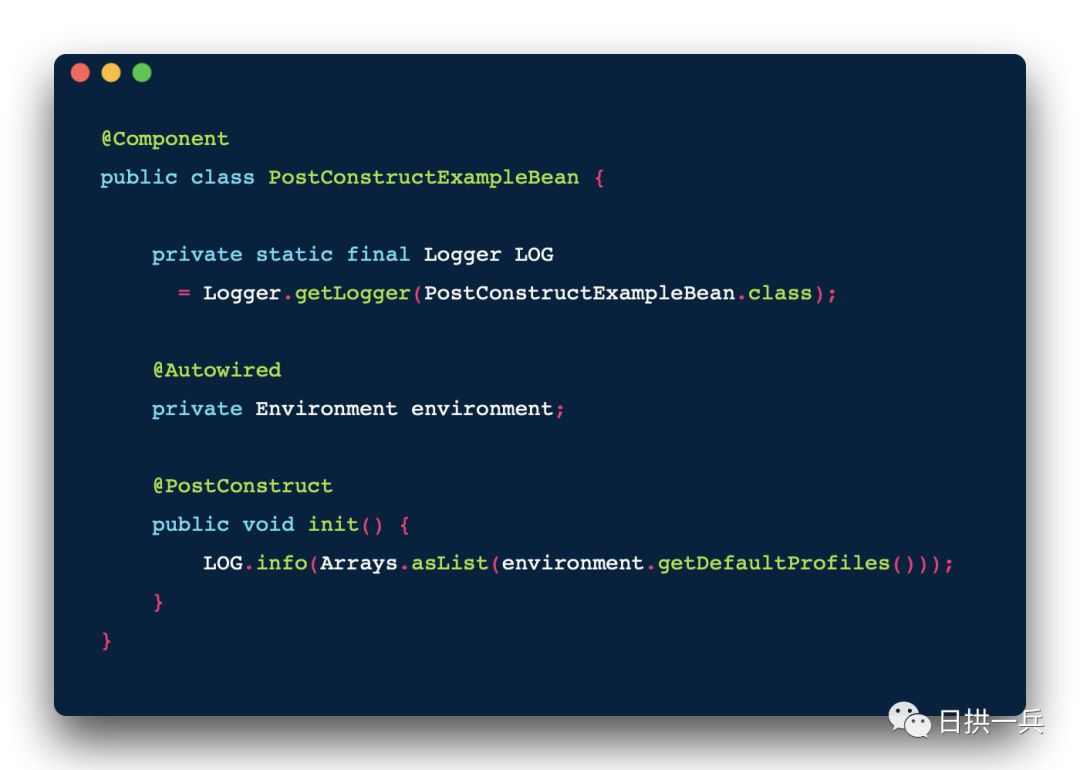 @Component
public class PostConstructExampleBean {
private static final Logger LOG
= Logger.getLogger(PostConstructExampleBean.class);
@Autowired
private Environment environment;
@PostConstruct
public void init() {
LOG.info(Arrays.asList(environment.getDefaultProfiles()));
}
}
日拱一兵